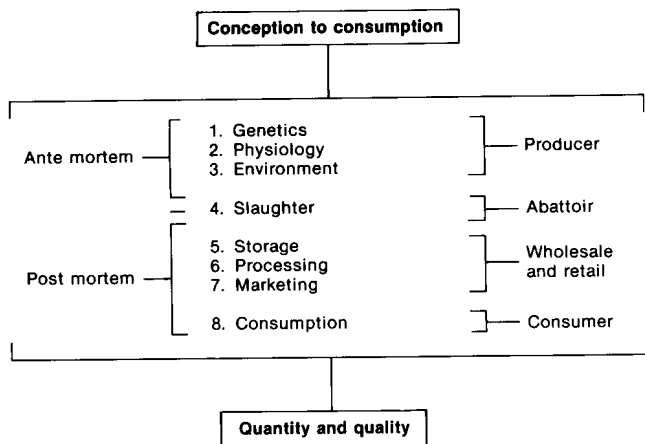 Conception to consumption
Ante mortem
1. Genetics
2. Physiology
3. Environment
Producer
4. Slaughter
Abattoir
Post mortem
5. Storage
6. Processing
7. Marketing
Wholesale
and retail
8. Consumption
Consumer
Quantity and quality